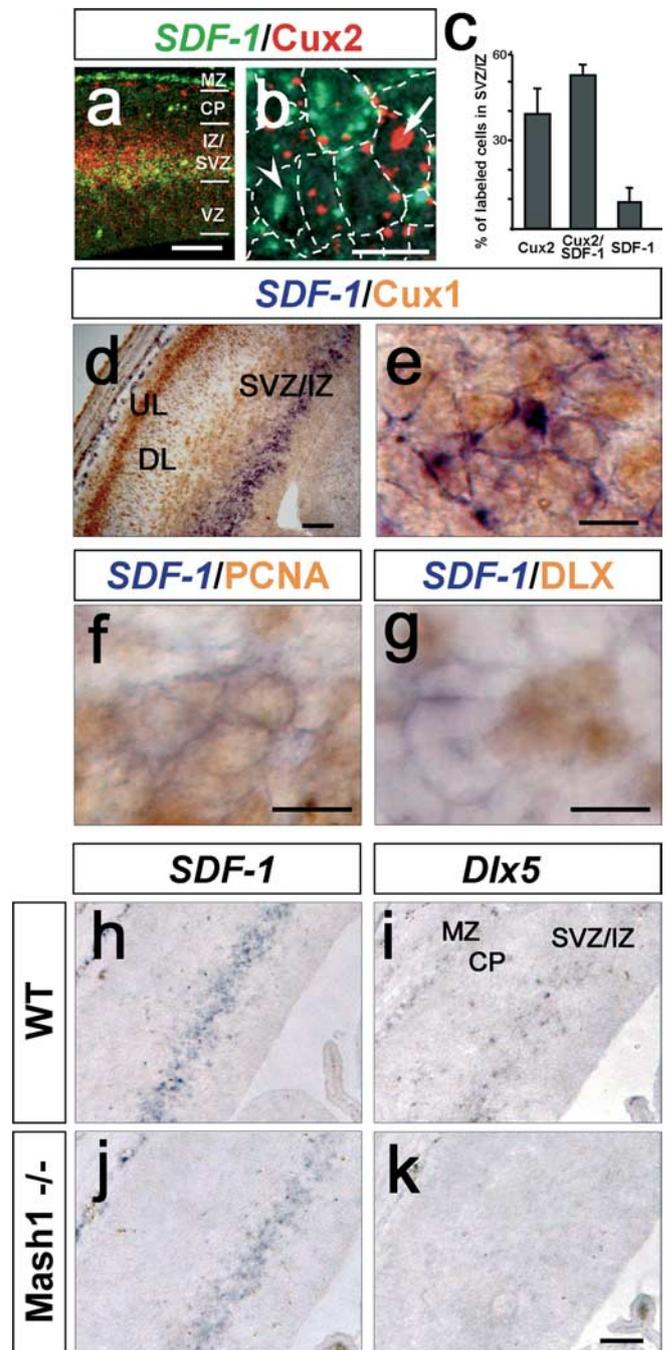 SDF-1/Cux2
a
MZ
CP
IZ/
SVZ
VZ
b
c
% of labeled cells in SVZ/IZ
60
30
Cux2
Cux2/
SDF-1
SDF-1
SDF-1/Cux1
d
UL
DL
SVZ/IZ
e
SDF-1/PCNA
SDF-1/DLX
f
g
SDF-1
Dlx5
WT
h
i
MZ
CP
SVZ/IZ
Mash1 -/-
j
k